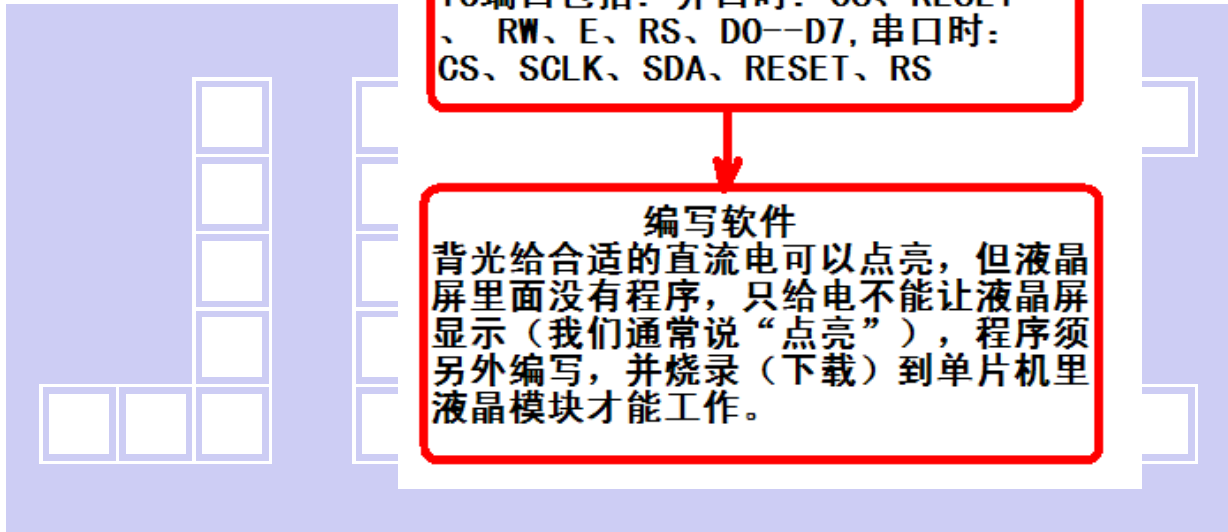 、 RW、E、RS、D0--D7,串口时：
CS、SCLK、SDA、RESET、RS
编写软件
背光给合适的直流电可以点亮，但液晶
屏里面没有程序，只给电不能让液晶屏
显示（我们通常说“点亮”），程序须
另外编写，并烧录（下载）到单片机里
液晶模块才能工作。